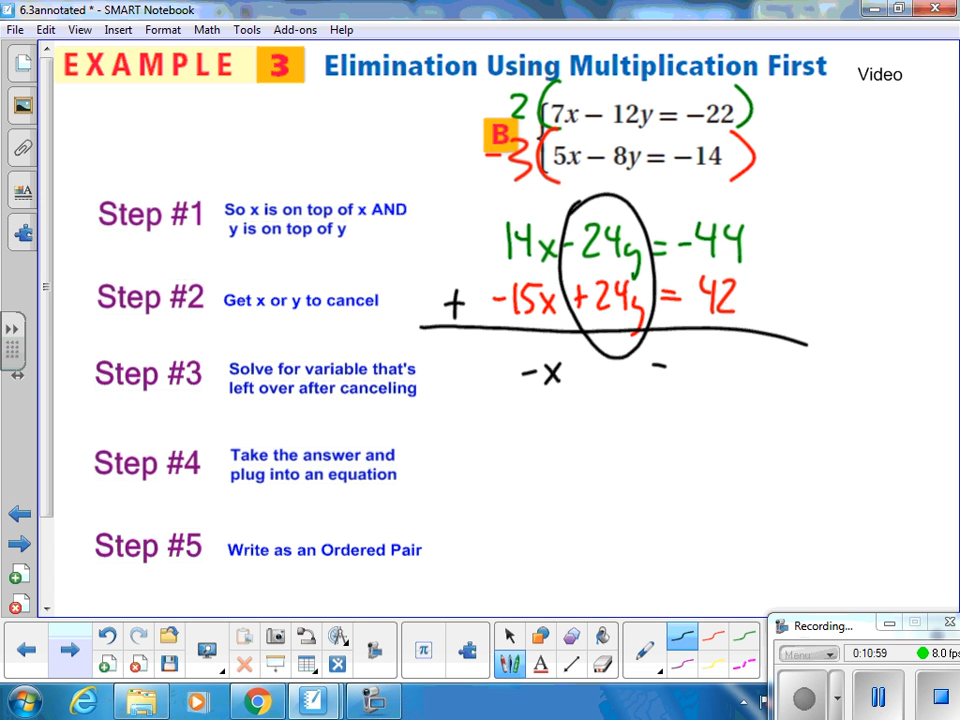 6.3annotated * - SMART Notebook
File Edit View Insert Format Math Tools Add-ons Help
EXAMPLE 3 Elimination Using Multiplication First
Video
2 (7x − 12y = −22)
B
-3 (5x − 8y = −14)
Step #1 So x is on top of x AND
y is on top of y
14x - 24y = -44
Step #2 Get x or y to cancel
+ -15x + 24y = 42
Step #3 Solve for variable that's
left over after canceling
-x -
Step #4 Take the answer and
plug into an equation
Step #5 Write as an Ordered Pair
π
A
Recording...
Menu
0:10:59
8.0 fps